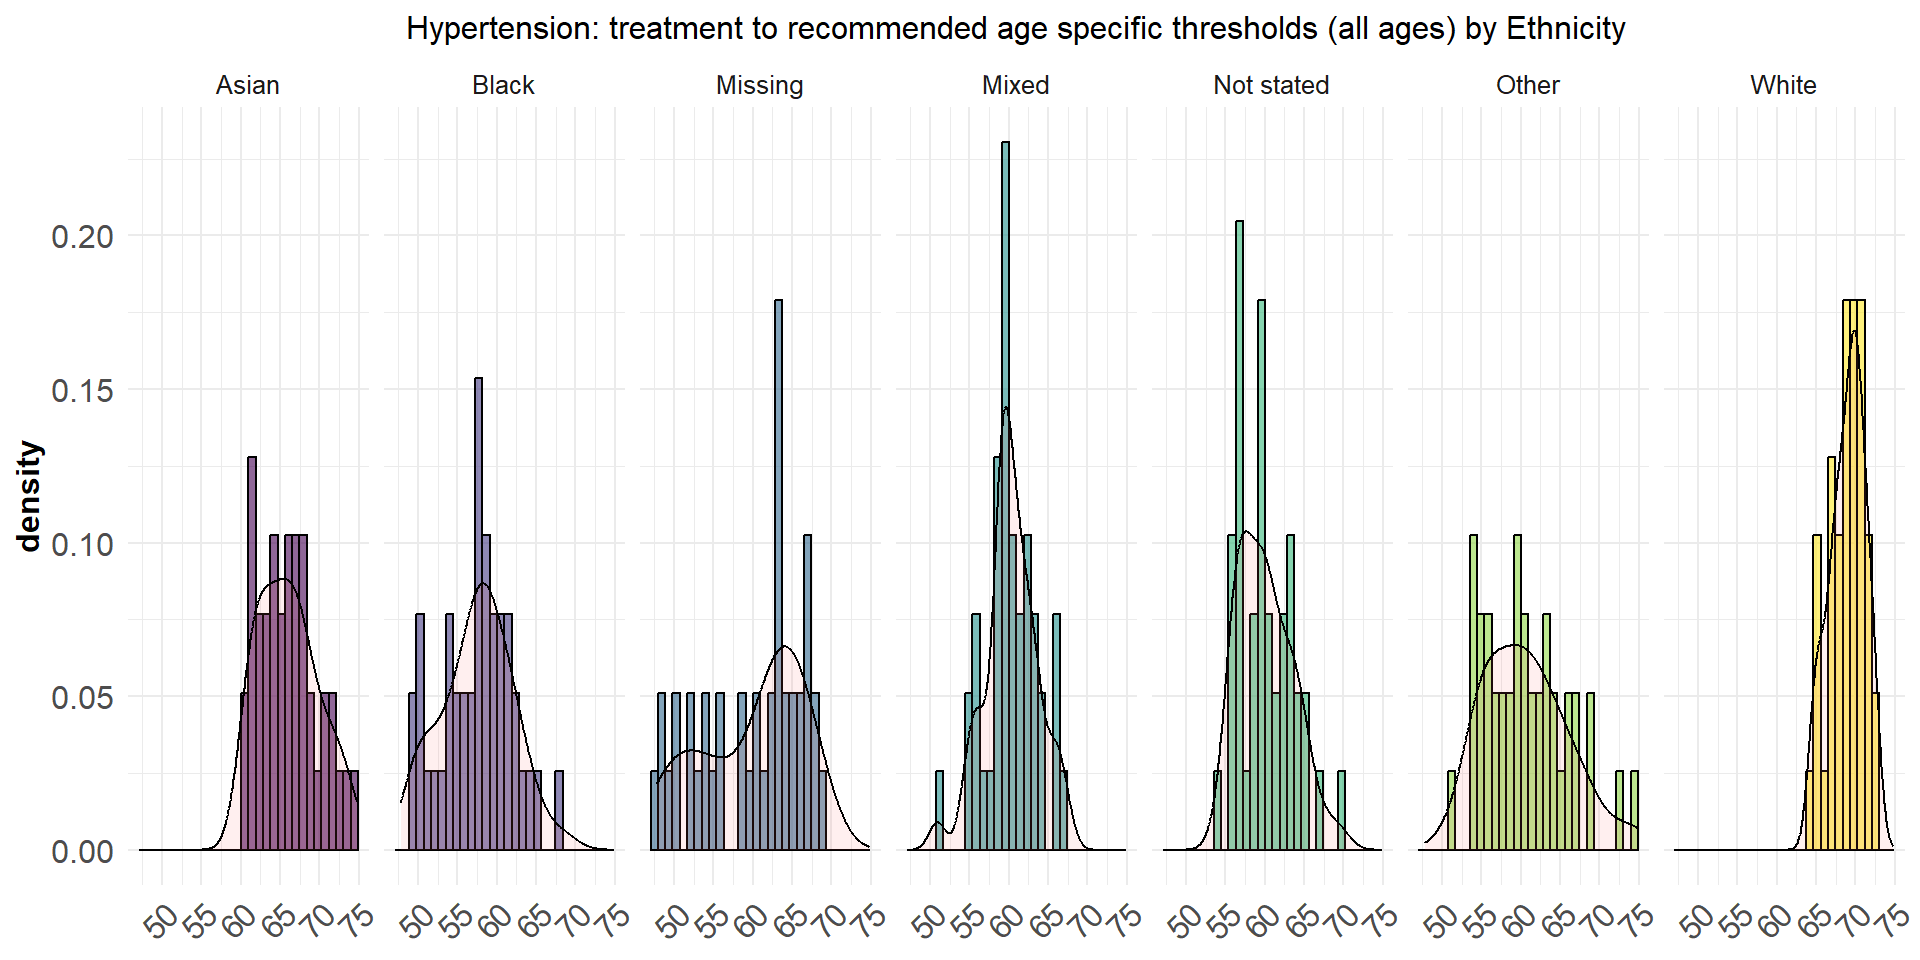 Hypertension: treatment to recommended age specific thresholds (all ages) by Ethnicity
Asian Black Missing Mixed Not stated Other White
density
0.20
0.15
0.10
0.05
0.00
50 55 60 65 70 75 50 55 60 65 70 75 50 55 60 65 70 75 50 55 60 65 70 75 50 55 60 65 70 75 50 55 60 65 70 75 50 55 60 65 70 75